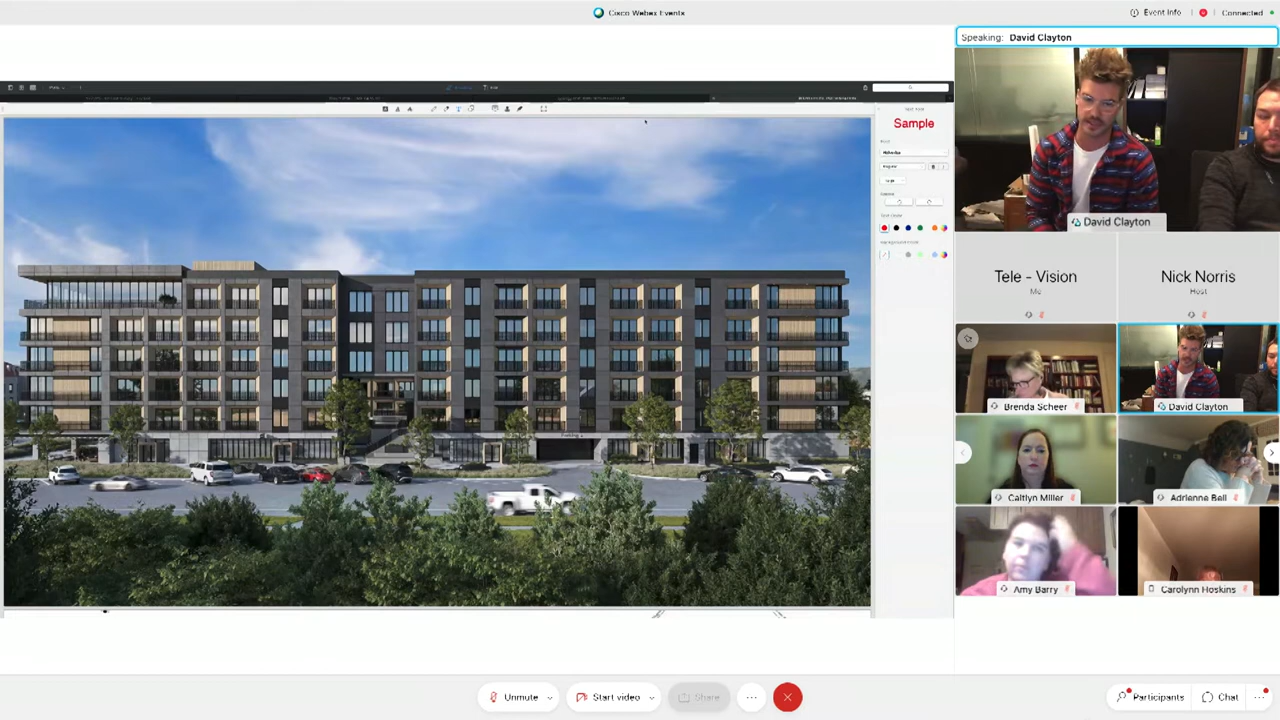 Cisco Webex Events
Event Info
Connected
Speaking: David Clayton
Sample
David Clayton
Tele - Vision
Me
Nick Norris
Host
Brenda Scheer
David Clayton
Caitlyn Miller
Adrienne Bell
Amy Barry
Carolynn Hoskins
Parking
Unmute
Start video
Share
Participants
Chat